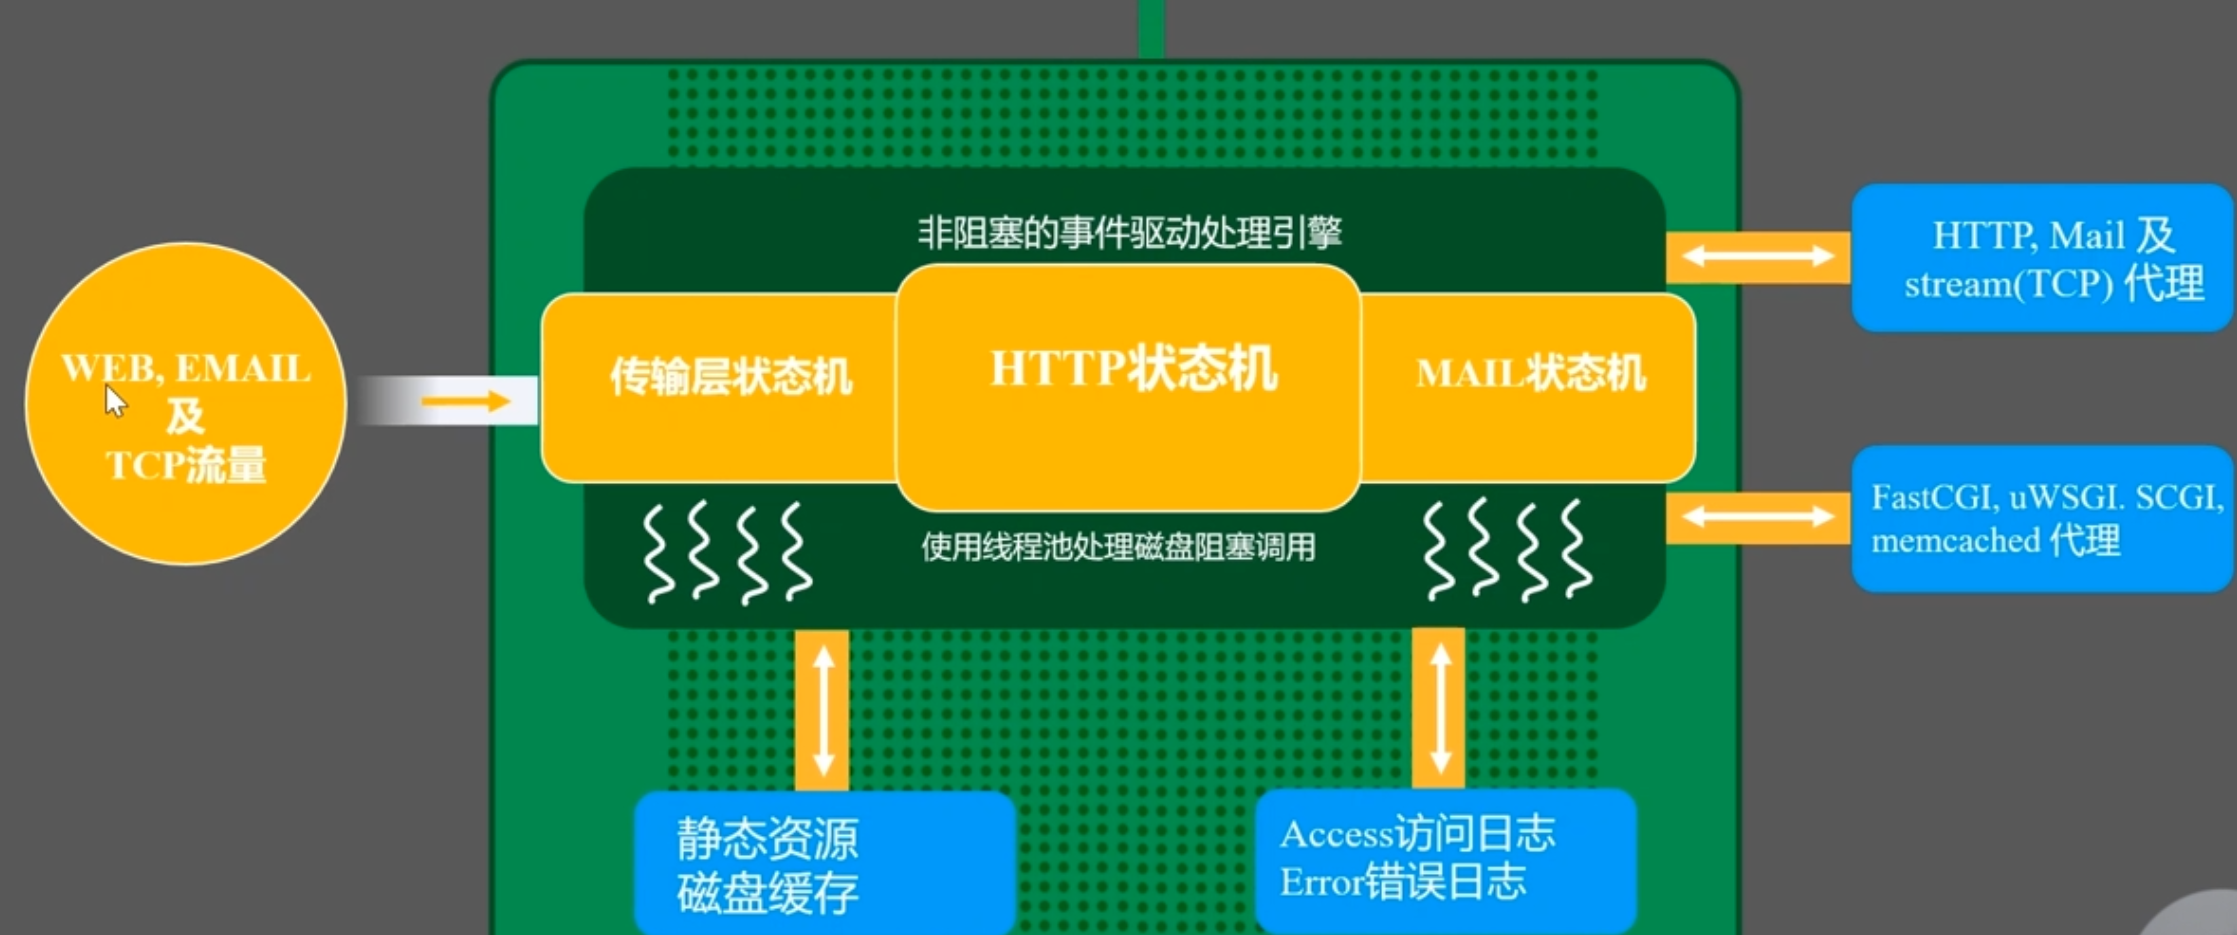 非阻塞的事件驱动处理引擎
WEB, EMAIL
及
TCP流量
传输层状态机
HTTP状态机
MAIL状态机
使用线程池处理磁盘阻塞调用
HTTP, Mail 及
stream(TCP) 代理
FastCGI, uWSGI. SCGI,
memcached 代理
静态资源
磁盘缓存
Access访问日志
Error错误日志